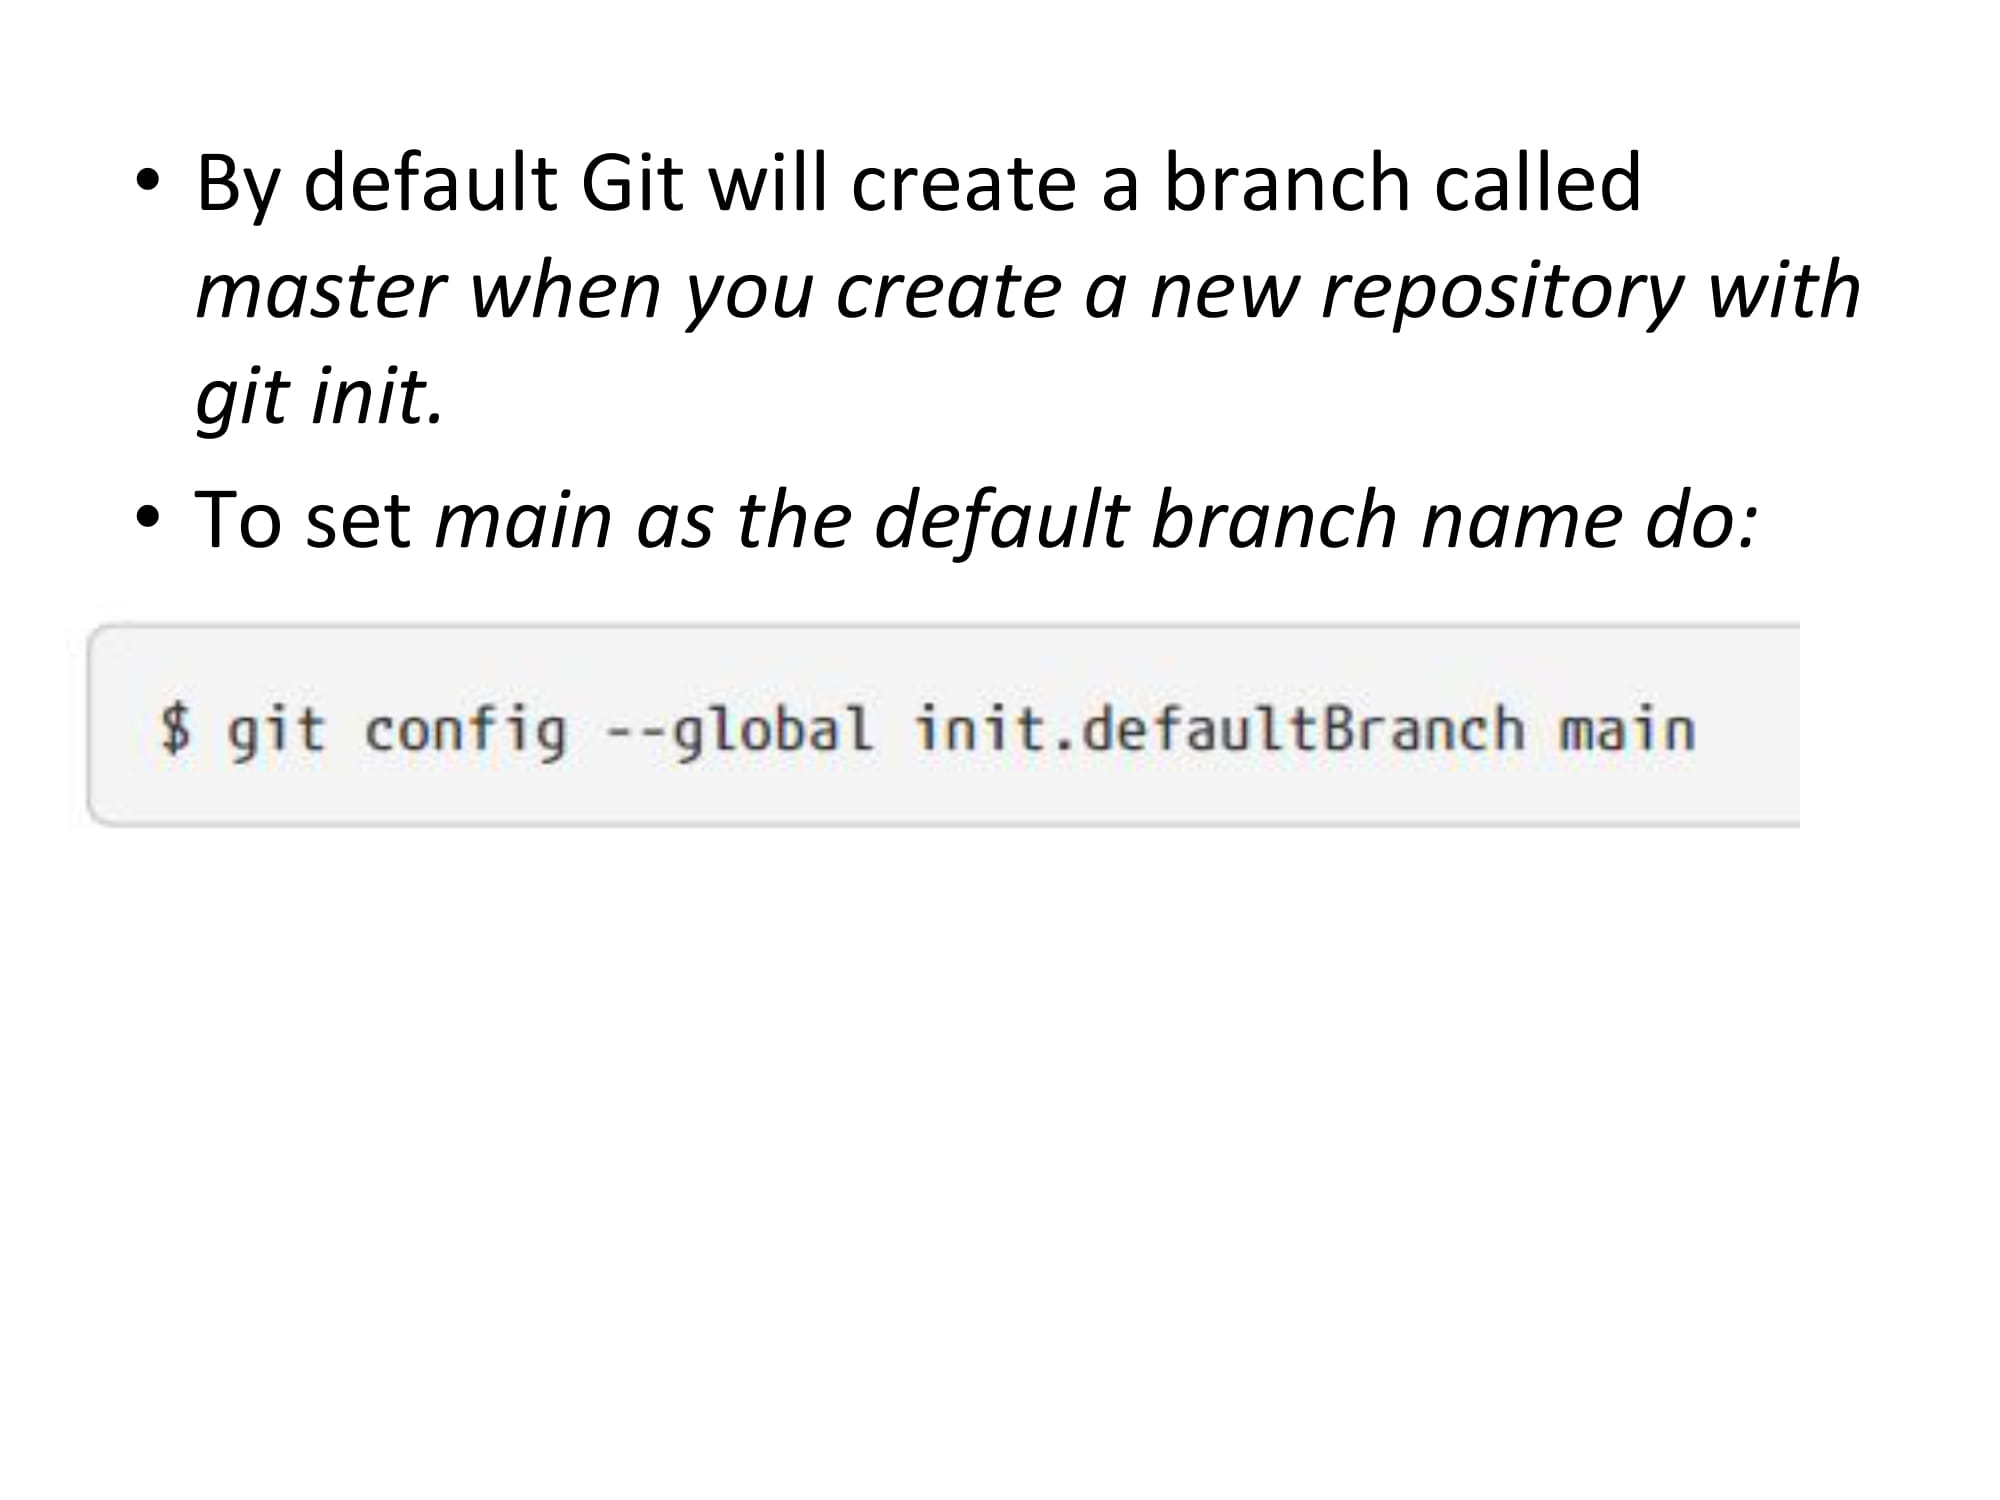 • By default Git will create a branch called
master when you create a new repository with
git init.
• To set main as the default branch name do:
$ git config --global init.defaultBranch main